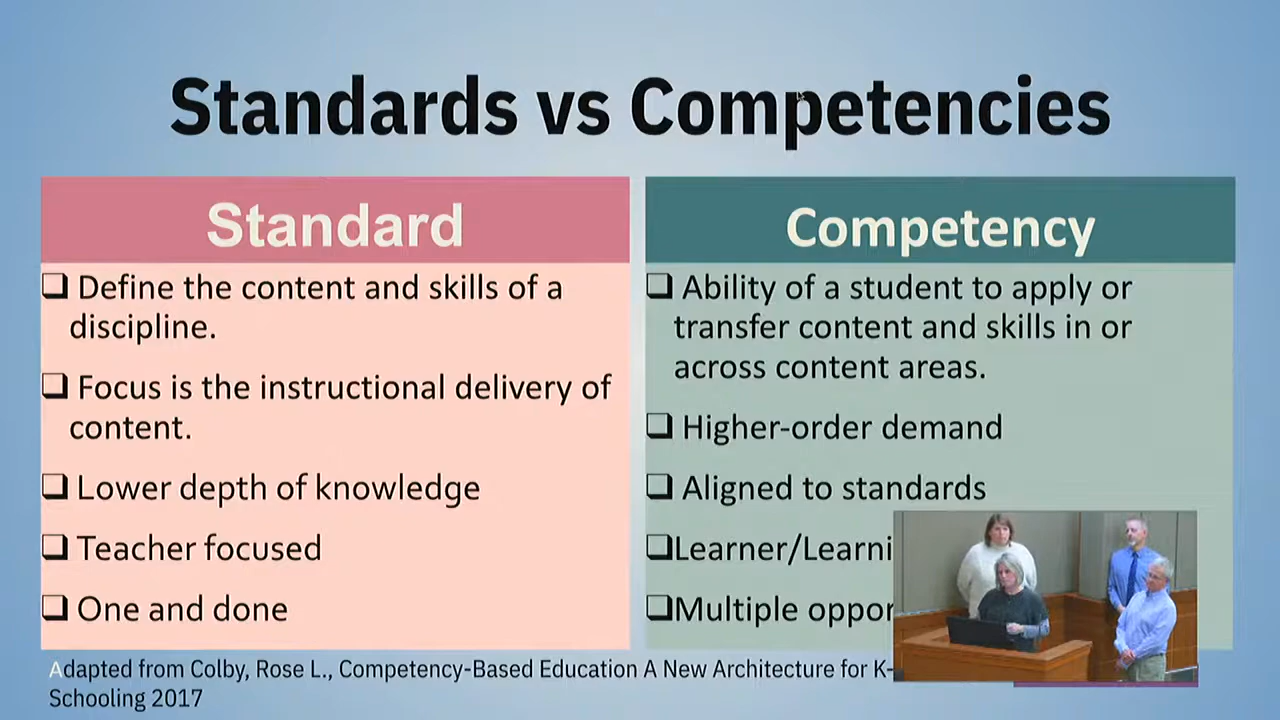 Standards vs Competencies
Standard
❑ Define the content and skills of a
discipline.
❑ Focus is the instructional delivery of
content.
❑ Lower depth of knowledge
❑ Teacher focused
❑ One and done
Competency
❑ Ability of a student to apply or
transfer content and skills in or
across content areas.
❑ Higher-order demand
❑ Aligned to standards
❑Learner/Learni
❑Multiple oppor
Adapted from Colby, Rose L., Competency-Based Education A New Architecture for K-
Schooling 2017